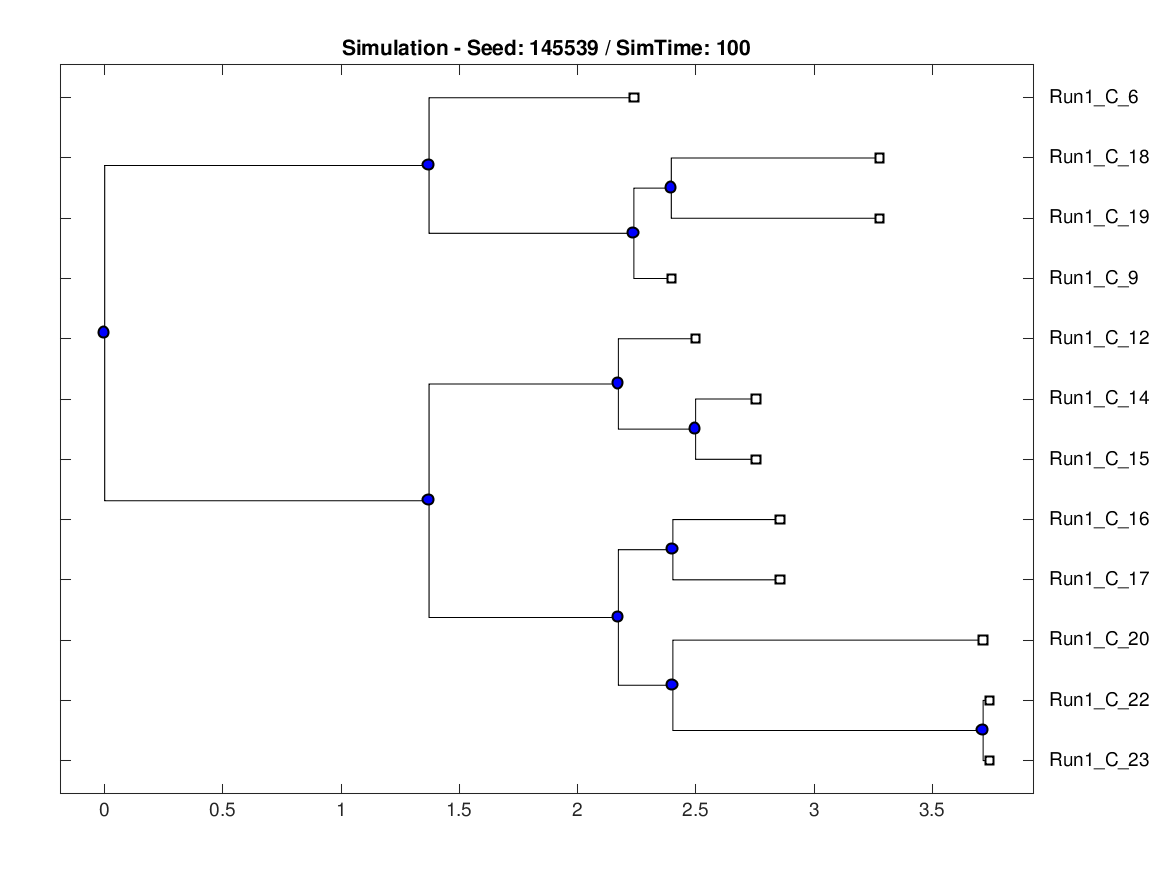 Simulation - Seed: 145539 / SimTime: 100
Run1_C_6
Run1_C_18
Run1_C_19
Run1_C_9
Run1_C_12
Run1_C_14
Run1_C_15
Run1_C_16
Run1_C_17
Run1_C_20
Run1_C_22
Run1_C_23
0 0.5 1 1.5 2 2.5 3 3.5